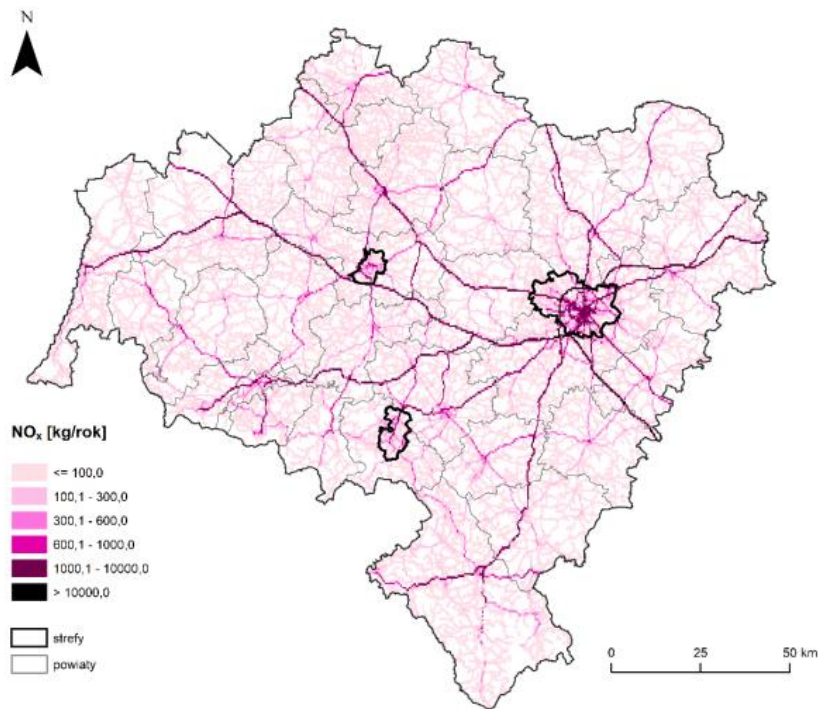 N
NOx [kg/rok]
<= 100,0
100,1 - 300,0
300,1 - 600,0
600,1 - 1000,0
1000,1 - 10000,0
> 10000,0
strefy
powiaty
0 25 50 km